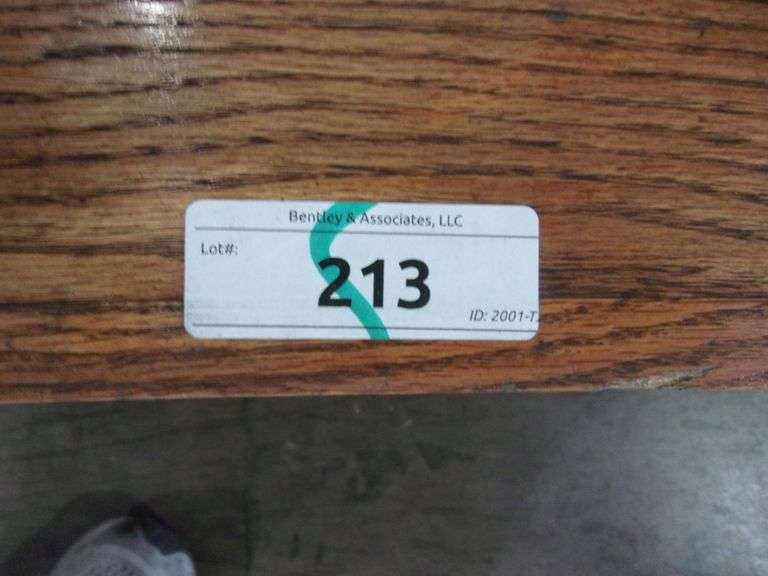 Bentley & Associates, LLC
Lot#:
213
ID: 2001-T